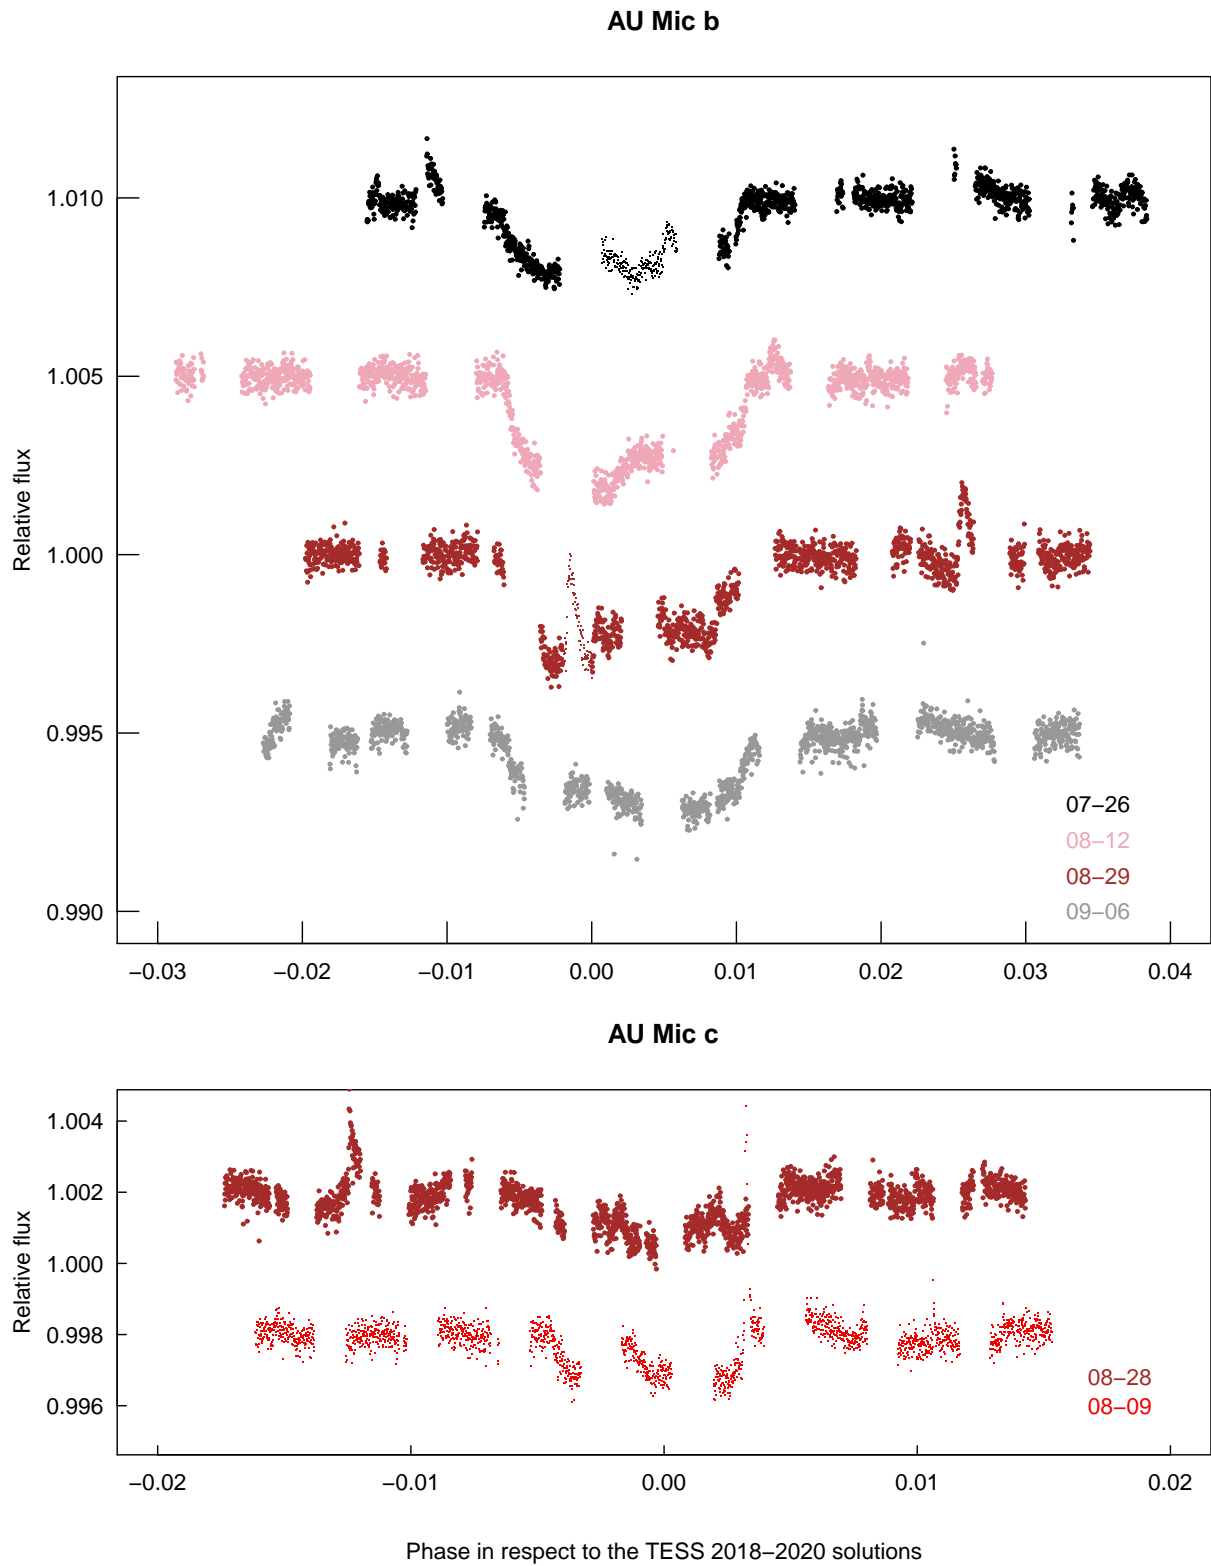 AU Mic b
1.010
1.005
1.000
0.995
0.990
Relative flux
07−26
08−12
08−29
09−06
−0.03 −0.02 −0.01 0.00 0.01 0.02 0.03 0.04
AU Mic c
1.004
1.002
1.000
0.998
0.996
Relative flux
08−28
08−09
−0.02 −0.01 0.00 0.01 0.02
Phase in respect to the TESS 2018−2020 solutions